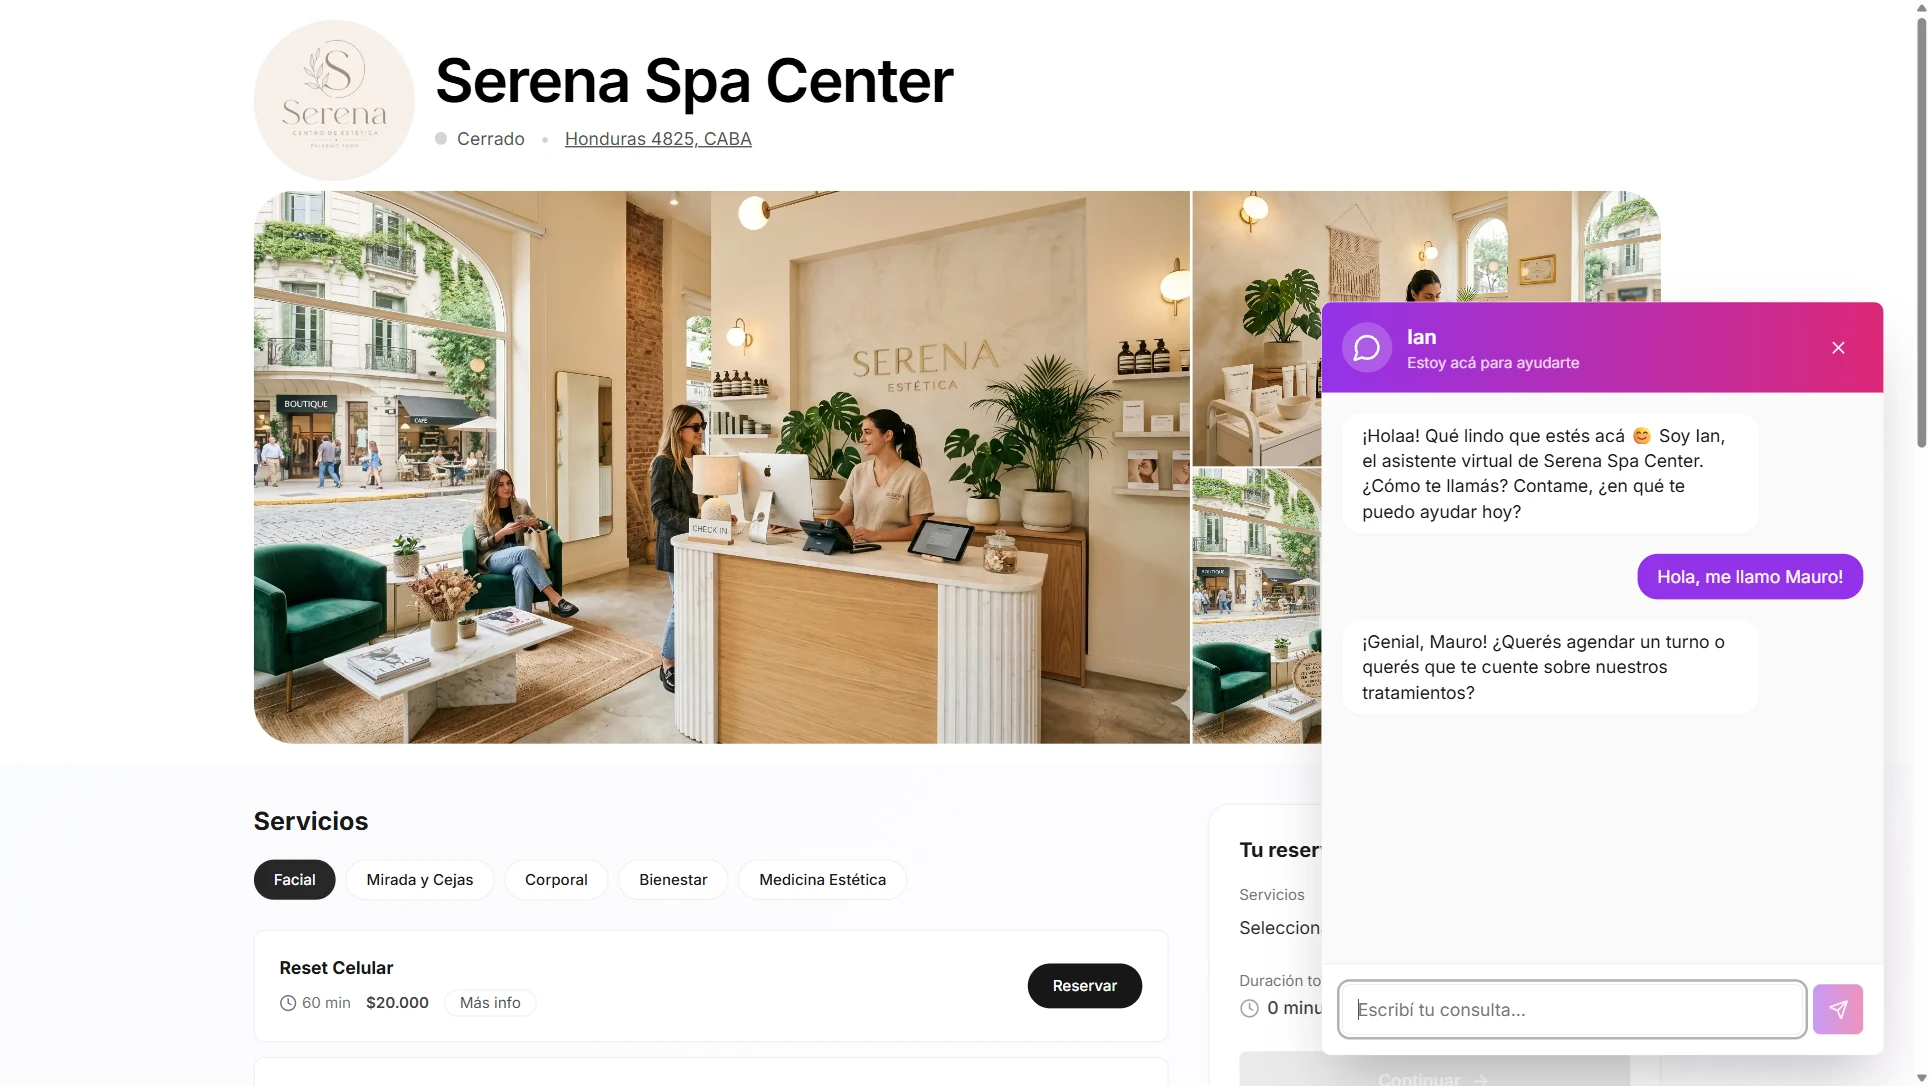 S
Serena
CENTRO DE ESTÉTICA
Serena Spa Center
Cerrado
Honduras 4825, CABA
BOUTIQUE
CAFE
CHECK IN
SERENA
ESTÉTICA
BOUTIQUE
Ian
Estoy acá para ayudarte
¡Holaa! Qué lindo que estés acá 😊 Soy Ian,
el asistente virtual de Serena Spa Center.
¿Cómo te llamás? Contame, ¿en qué te
puedo ayudar hoy?
Hola, me llamo Mauro!
¡Genial, Mauro! ¿Querés agendar un turno o
querés que te cuente sobre nuestros
tratamientos?
Escribí tu consulta...
Servicios
Facial
Mirada y Cejas
Corporal
Bienestar
Medicina Estética
Reset Celular
60 min
$20.000
Más info
Reservar
Tu reser
Servicios
Seleccion
Duración to
0 minu
Continuar